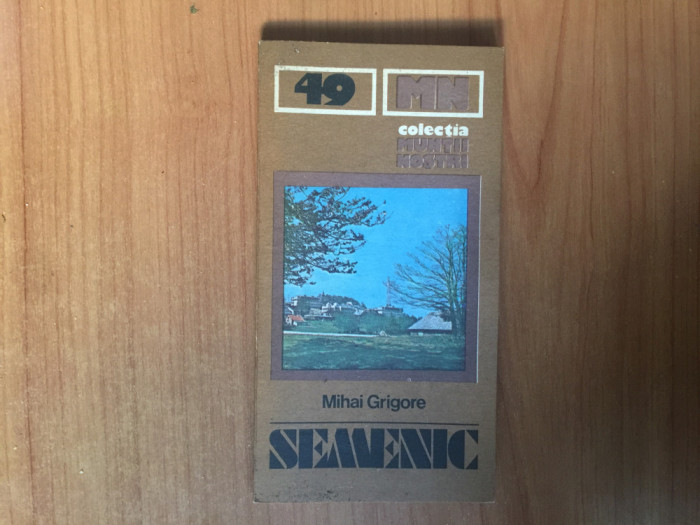 49
MN
colecția
MUNȚII
NOȘTRI
Mihai Grigore
SEMENIC